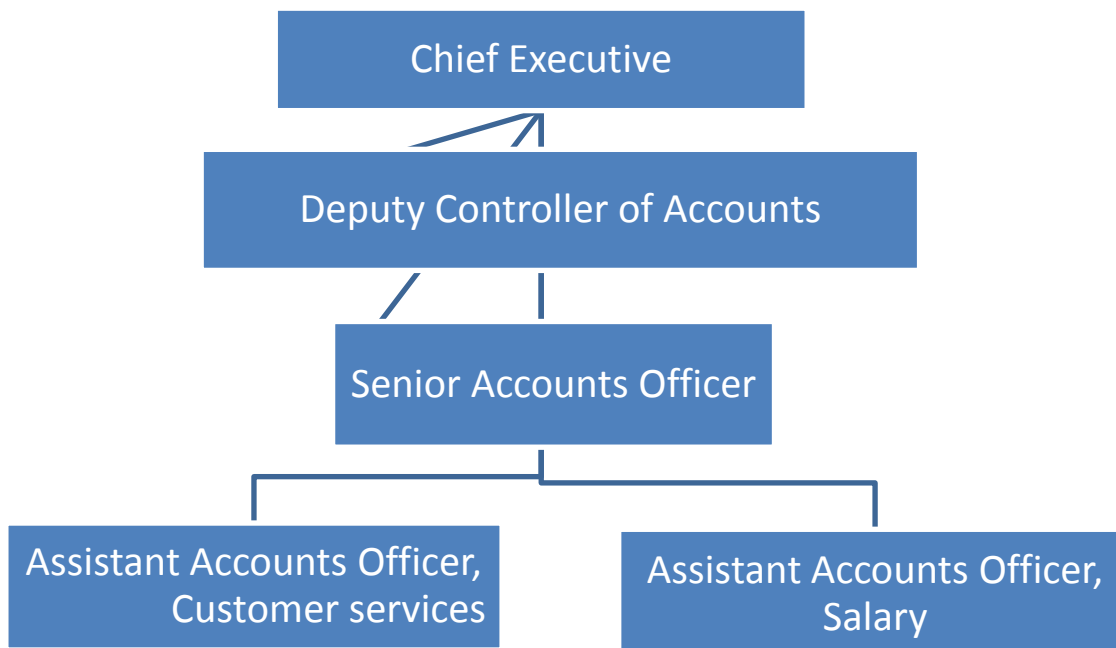 Chief Executive
Deputy Controller of Accounts
Senior Accounts Officer
Assistant Accounts Officer,
Customer services
Assistant Accounts Officer,
Salary